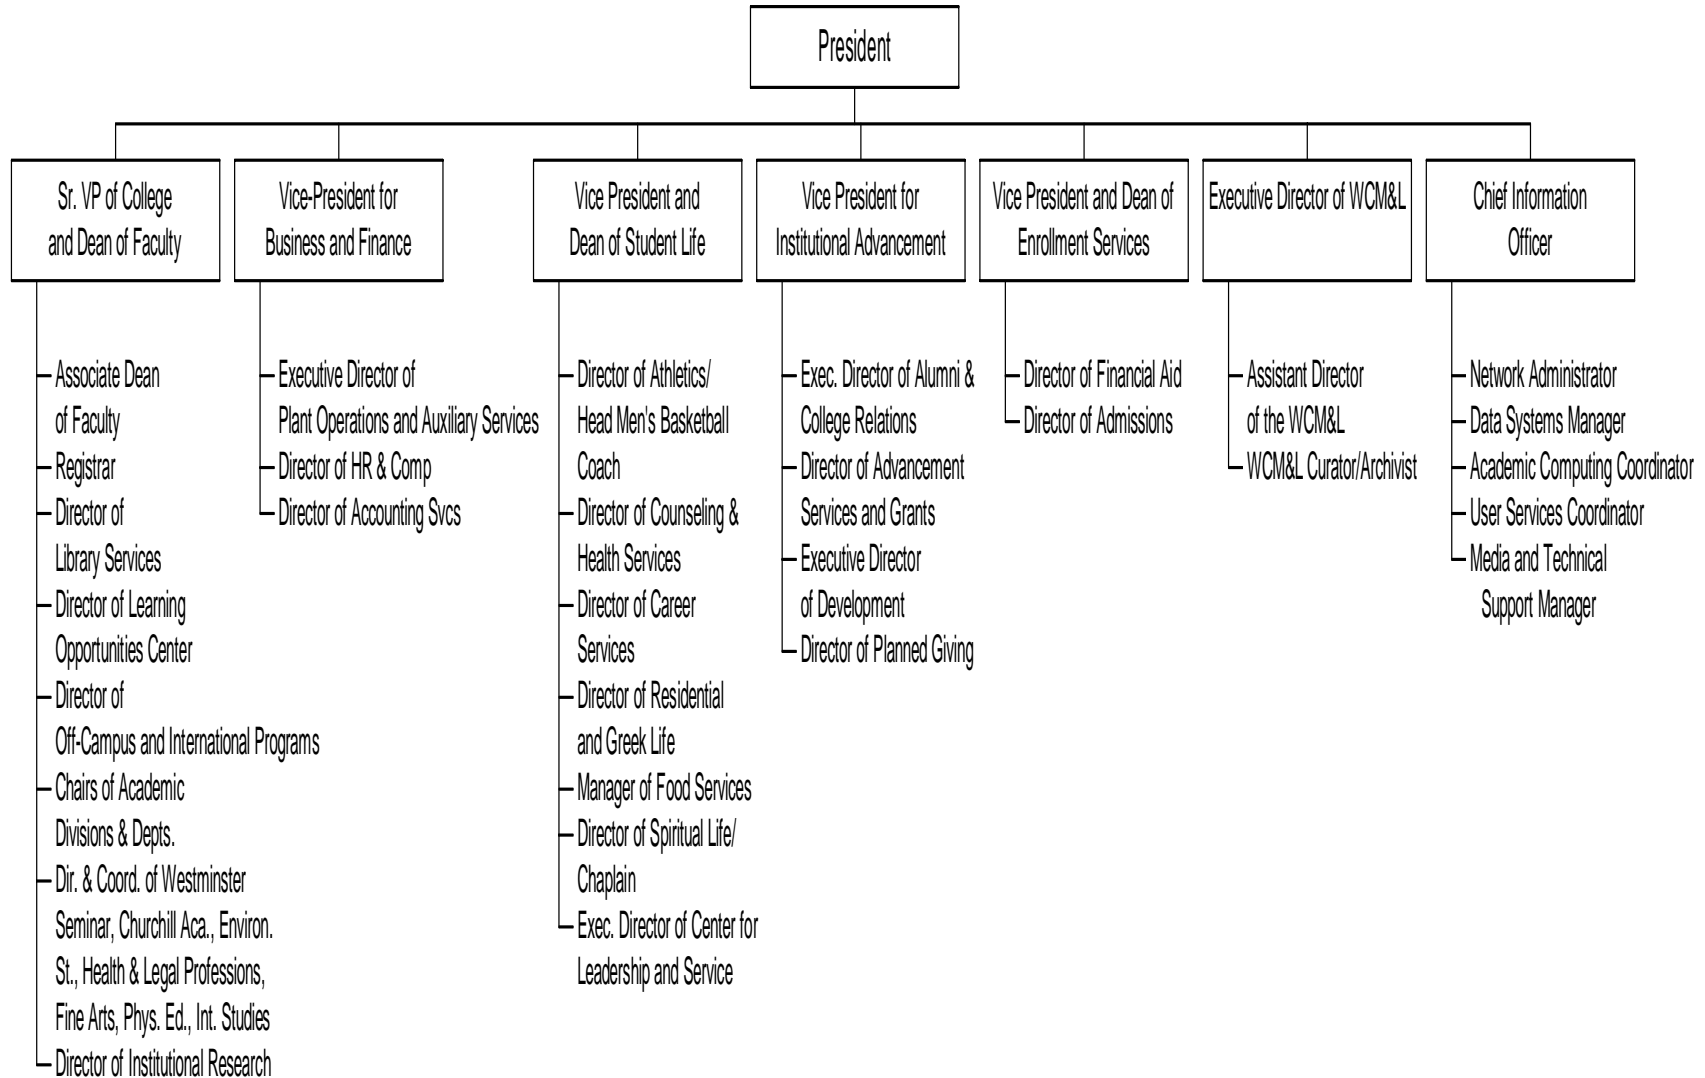 President
Sr. VP of College
and Dean of Faculty
Vice-President for
Business and Finance
Vice President and
Dean of Student Life
Vice President for
Institutional Advancement
Vice President and Dean of
Enrollment Services
Executive Director of WCM&L
Chief Information
Officer
Associate Dean
of Faculty
Registrar
Director of
Library Services
Director of Learning
Opportunities Center
Director of
Off-Campus and International Programs
Chairs of Academic
Divisions & Depts.
Dir. & Coord. of Westminster
Seminar, Churchill Aca., Environ.
St., Health & Legal Professions,
Fine Arts, Phys. Ed., Int. Studies
Director of Institutional Research
Executive Director of
Plant Operations and Auxiliary Services
Director of HR & Comp
Director of Accounting Svcs
Director of Athletics/
Head Men's Basketball
Coach
Director of Counseling &
Health Services
Director of Career
Services
Director of Residential
and Greek Life
Manager of Food Services
Director of Spiritual Life/
Chaplain
Exec. Director of Center for
Leadership and Service
Exec. Director of Alumni &
College Relations
Director of Advancement
Services and Grants
Executive Director
of Development
Director of Planned Giving
Director of Financial Aid
Director of Admissions
Assistant Director
of the WCM&L
WCM&L Curator/Archivist
Network Administrator
Data Systems Manager
Academic Computing Coordinator
User Services Coordinator
Media and Technical
Support Manager